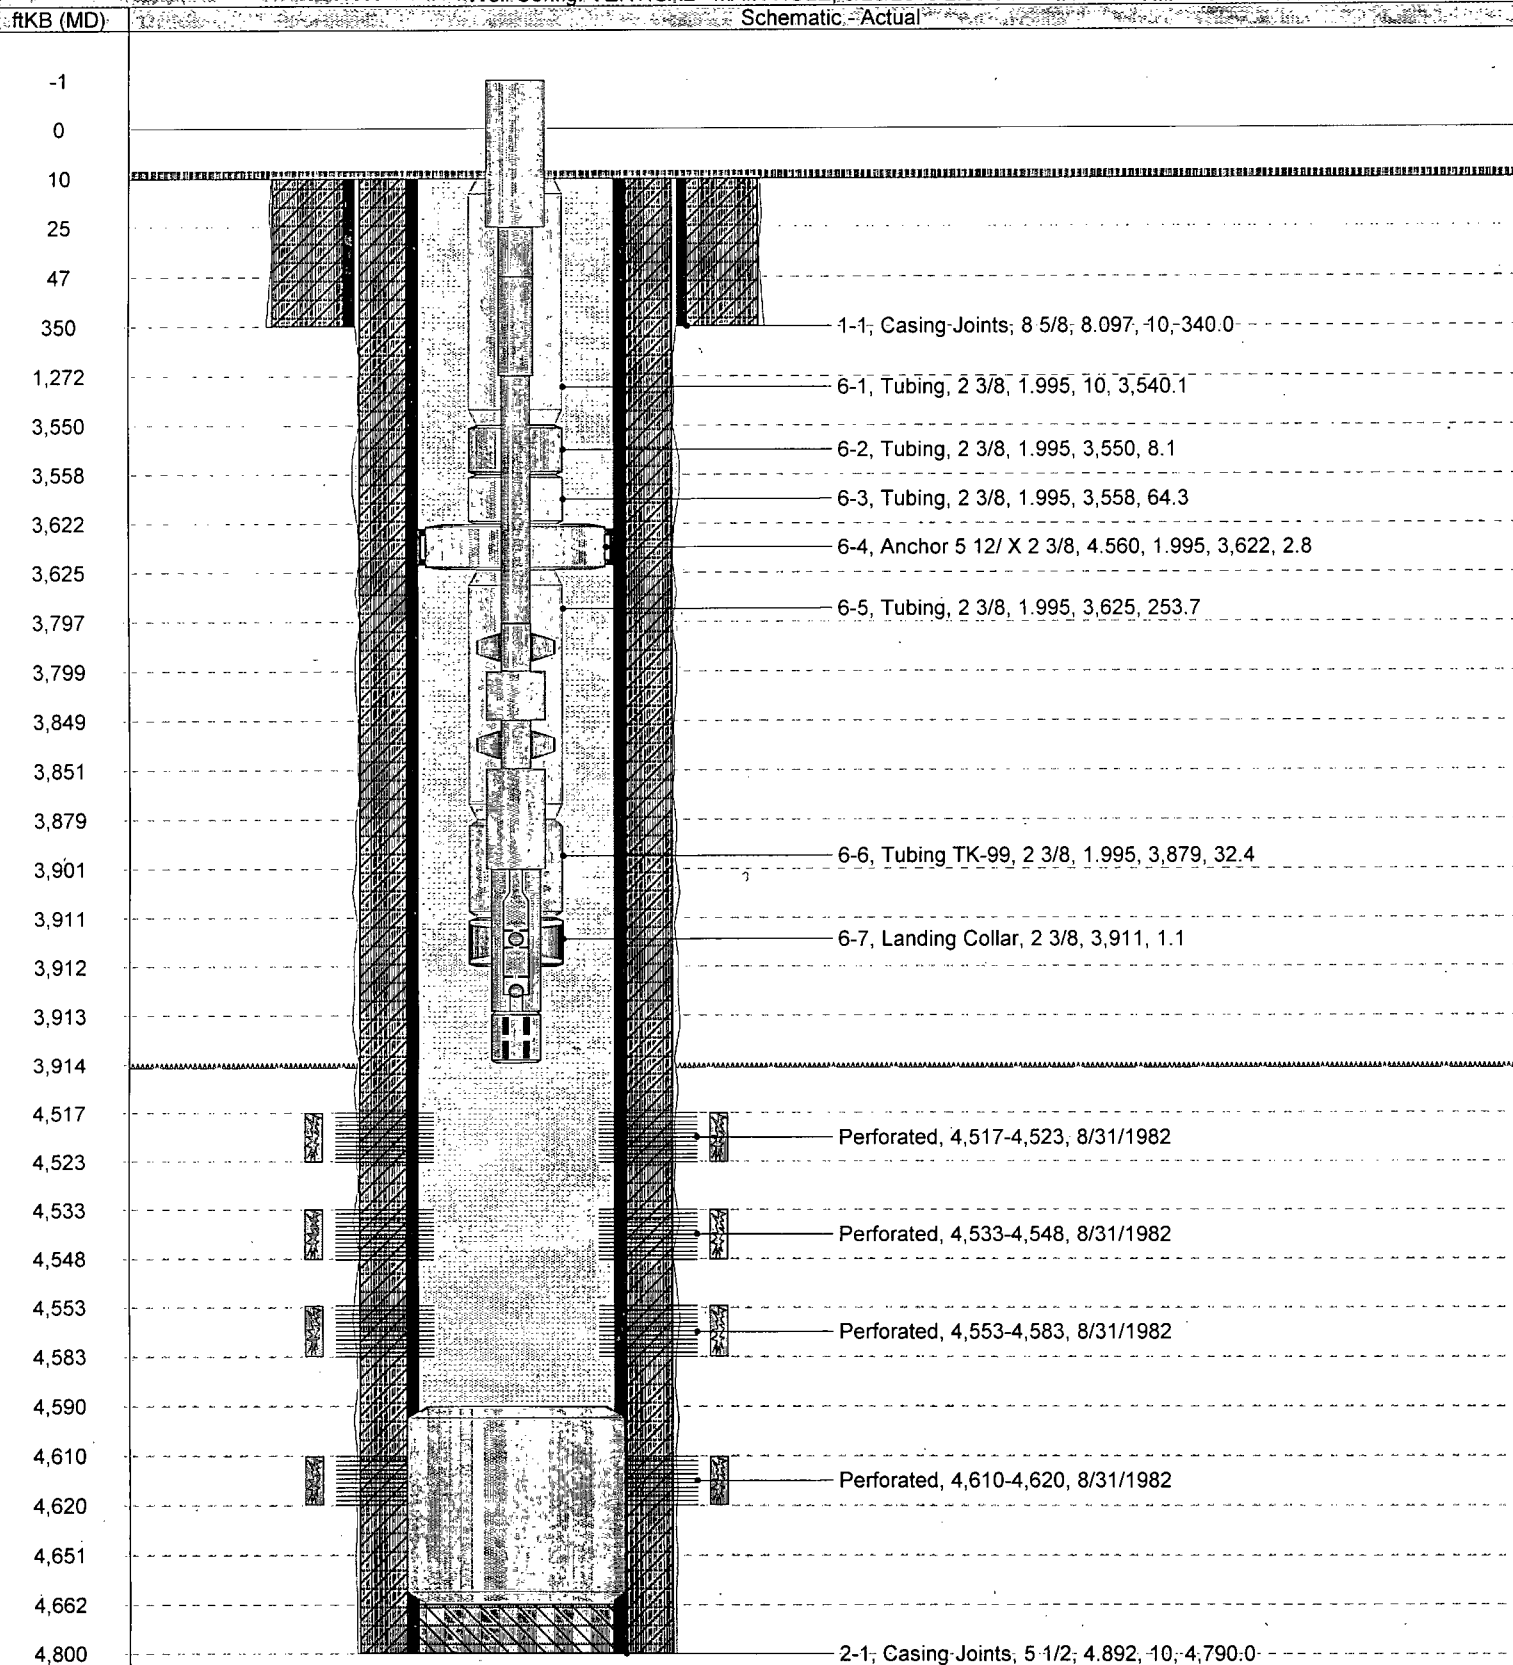 ftKB (MD)
Schematic - Actual
-1
0
10
25
47
350
1-1, Casing Joints, 8 5/8, 8.097, 10, 340.0
1,272
6-1, Tubing, 2 3/8, 1.995, 10, 3,540.1
3,550
6-2, Tubing, 2 3/8, 1.995, 3,550, 8.1
3,558
6-3, Tubing, 2 3/8, 1.995, 3,558, 64.3
3,622
6-4, Anchor 5 12/ X 2 3/8, 4.560, 1.995, 3,622, 2.8
3,625
6-5, Tubing, 2 3/8, 1.995, 3,625, 253.7
3,797
3,799
3,849
3,851
3,879
6-6, Tubing TK-99, 2 3/8, 1.995, 3,879, 32.4
3,901
3,911
6-7, Landing Collar, 2 3/8, 3,911, 1.1
3,912
3,913
3,914
4,517
Perforated, 4,517-4,523, 8/31/1982
4,523
4,533
Perforated, 4,533-4,548, 8/31/1982
4,548
4,553
Perforated, 4,553-4,583, 8/31/1982
4,583
4,590
4,610
Perforated, 4,610-4,620, 8/31/1982
4,620
4,651
4,662
4,800
2-1, Casing Joints, 5 1/2, 4.892, 10, 4,790.0